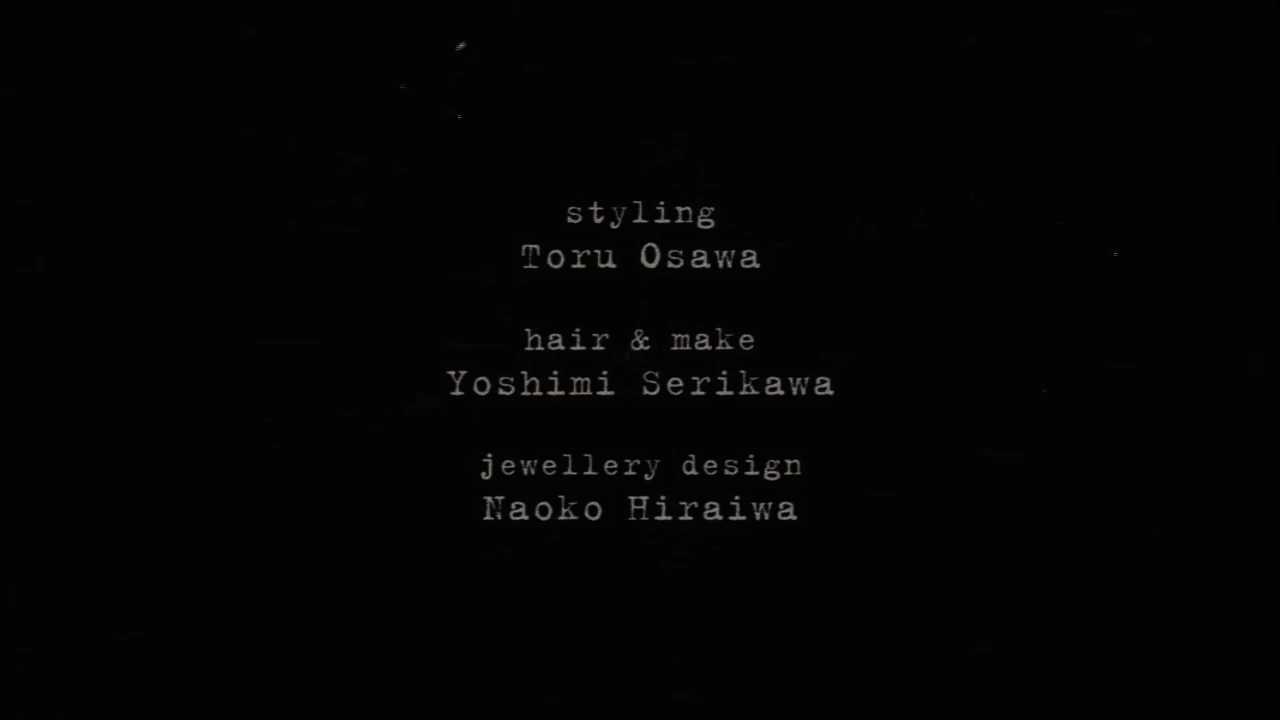 styling
Toru Osawa
hair & make
Yoshimi Serikawa
jewellery design
Naoko Hiraiwa